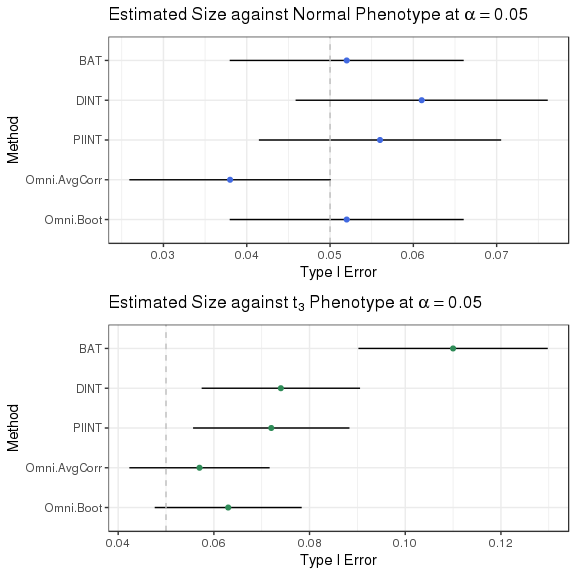 Estimated Size against Normal Phenotype at α = 0.05
Method
BAT
DINT
PIINT
Omni.AvgCorr
Omni.Boot
0.03 0.04 0.05 0.06 0.07
Type I Error
Estimated Size against t₃ Phenotype at α = 0.05
Method
BAT
DINT
PIINT
Omni.AvgCorr
Omni.Boot
0.04 0.06 0.08 0.10 0.12
Type I Error